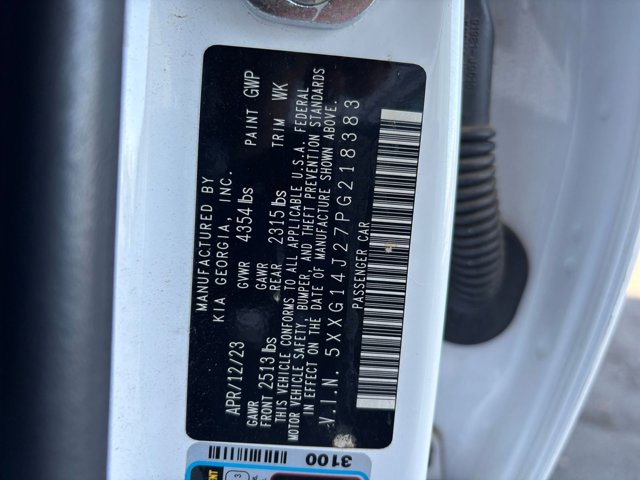 MANUFACTURED BY
KIA GEORGIA, INC.
APR/12/23 GVWR 4354 lbs PAINT GWP
GAWR FRONT 2513 lbs GAWR REAR 2315 lbs TRIM WK
THIS VEHICLE CONFORMS TO ALL APPLICABLE U.S.A. FEDERAL
MOTOR VEHICLE SAFETY, BUMPER, AND THEFT PREVENTION STANDARDS
IN EFFECT ON THE DATE OF MANUFACTURE SHOWN ABOVE.
V.I.N. 5XXG14J27PG218383
PASSENGER CAR
3100